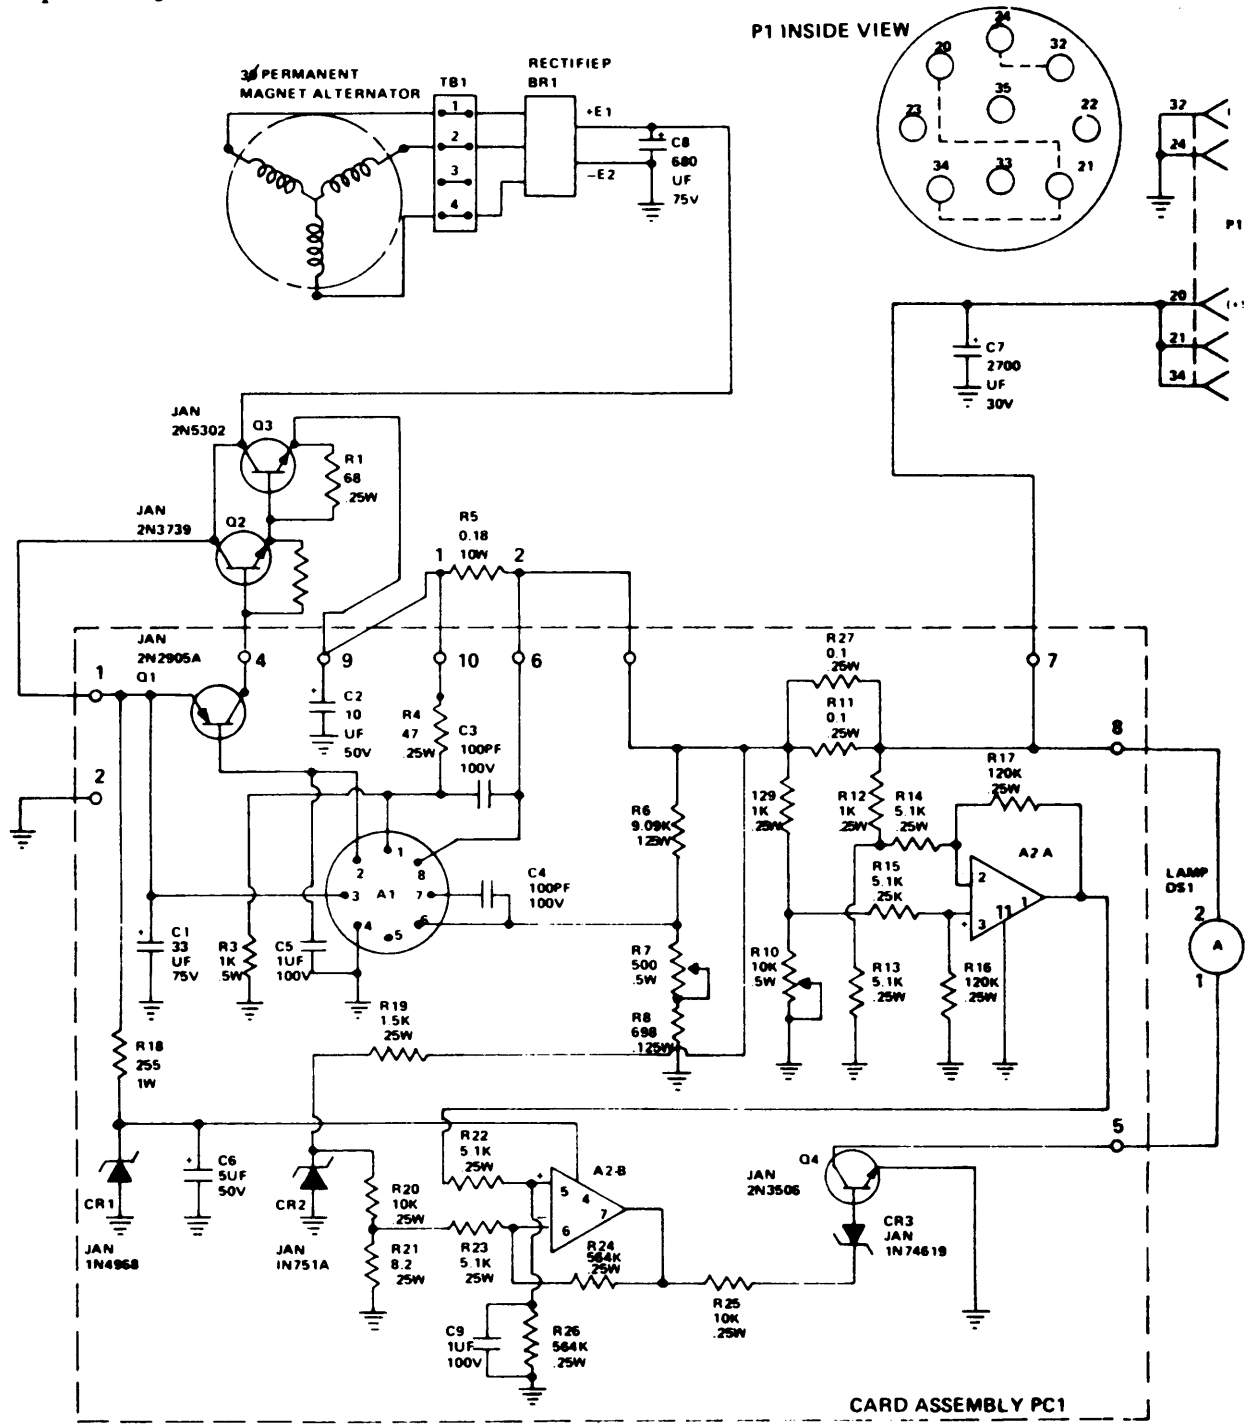 P1 INSIDE VIEW
24
20
32
35
23
22
34
33
21
3Ø PERMANENT
MAGNET ALTERNATOR
TB1
1
2
3
4
RECTIFIEP
BR1
+E1
–E2
+
C8
680
UF
75V
32
24
P1
20
21
34
+
C7
2700
UF
30V
JAN
2N5302
Q3
R1
68
.25W
JAN
2N3739
Q2
R5
0.18
10W
1
2
JAN
2N2905A
Q1
1
4
9
10
6
7
8
2
+
C2
10
UF
50V
R4
47
.25W
C3
100PF
100V
R27
0.1
.25W
R11
0.1
.25W
R6
9.09K
.125W
129
1K
.25W
R12
1K
.25W
R14
5.1K
.25W
R17
120K
.25W
A2 A
2
3
+
11
1
R15
5.1K
.25K
A1
1
2
3
4
5
6
7
8
C4
100PF
100V
+
C1
33
UF
75V
R3
1K
.5W
C5
1UF
100V
R7
500
.5W
R8
698
.125W
R10
10K
.5W
R13
5.1K
.25W
R16
120K
.25W
LAMP
DS1
2
A
1
R18
255
1W
R19
1.5K
25W
5
CR1
JAN
1N4968
+
C6
5UF
50V
CR2
JAN
IN751A
R20
10K
.25W
R21
8.2
.25W
R22
5.1K
.25W
R23
5.1K
25W
A2-B
+
5
4
–
6
7
R24
564K
.25W
R25
10K
.25W
C9
1UF
100V
R26
564K
.25W
Q4
JAN
2N3506
CR3
JAN
1N74619
CARD ASSEMBLY PC1